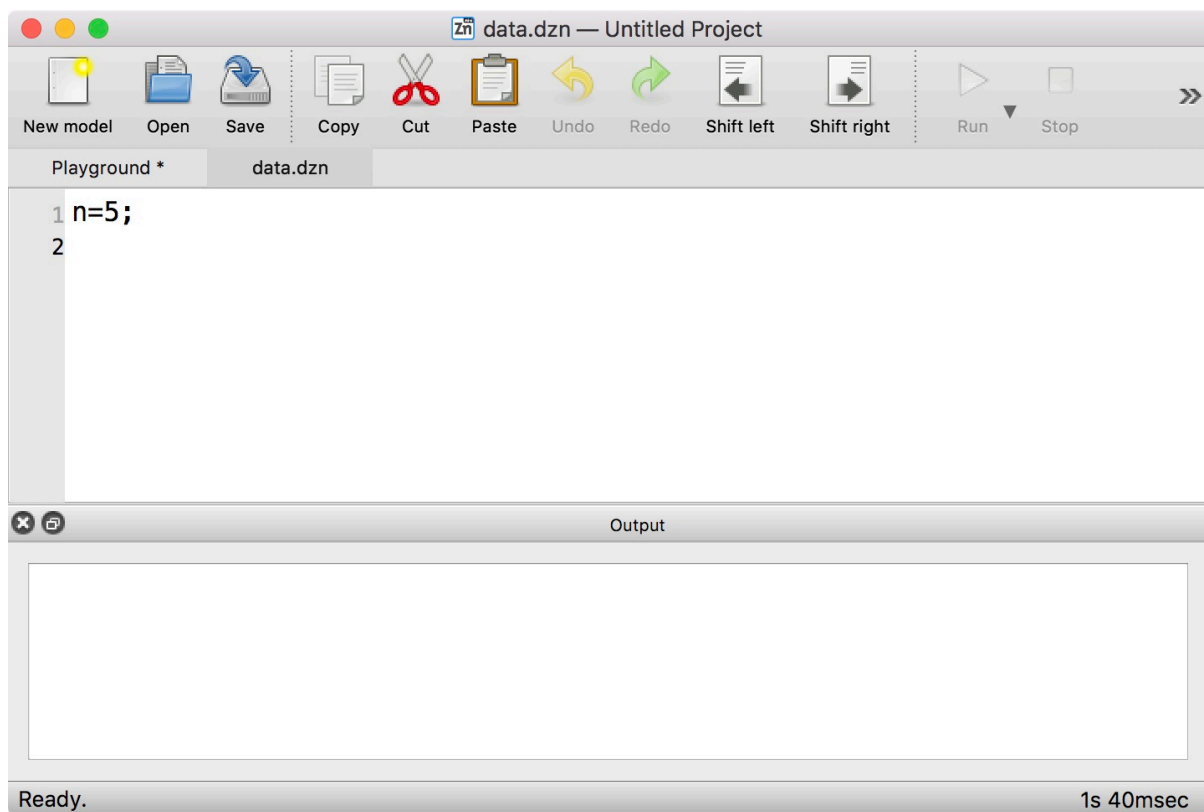 data.dzn — Untitled Project
New model Open Save Copy Cut Paste Undo Redo Shift left Shift right Run Stop
Playground * data.dzn
1 n=5;
2
Output
Ready. 1s 40msec